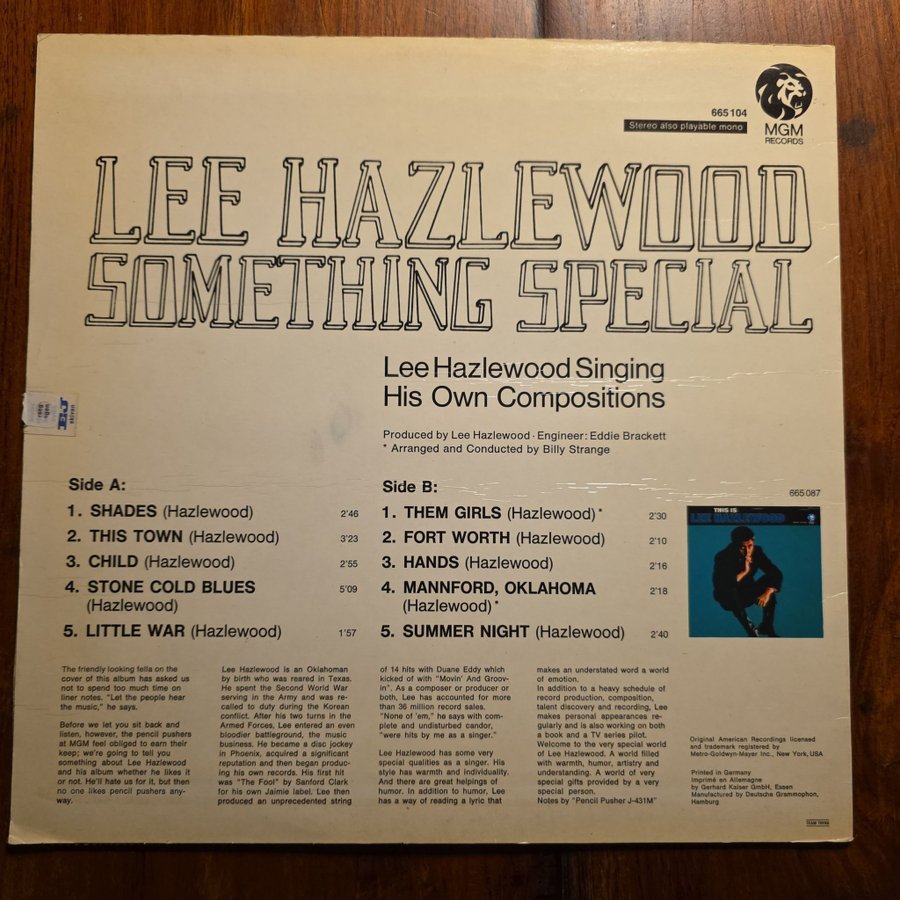 665 104
Stereo also playable mono
MGM
RECORDS
LEE HAZLEWOOD
SOMETHING SPECIAL
Lee Hazlewood Singing
His Own Compositions
Produced by Lee Hazlewood · Engineer: Eddie Brackett
* Arranged and Conducted by Billy Strange
Side A:
1. SHADES (Hazlewood) 2'46
2. THIS TOWN (Hazlewood) 3'23
3. CHILD (Hazlewood) 2'55
4. STONE COLD BLUES 5'09
(Hazlewood)
5. LITTLE WAR (Hazlewood) 1'57
Side B:
1. THEM GIRLS (Hazlewood)* 2'30
2. FORT WORTH (Hazlewood) 2'10
3. HANDS (Hazlewood) 2'16
4. MANNFORD, OKLAHOMA 2'18
(Hazlewood)*
5. SUMMER NIGHT (Hazlewood) 2'40
665 087
THIS IS
LEE HAZLEWOOD
The friendly looking fella on the
cover of this album has asked us
not to spend too much time on
liner notes. "Let the people hear
the music," he says.
Before we let you sit back and
listen, however, the pencil pushers
at MGM feel obliged to earn their
keep; we're going to tell you
something about Lee Hazlewood
and his album whether he likes it
or not. He'll hate us for it, but then
no one likes pencil pushers any-
way.
Lee Hazlewood is an Oklahoman
by birth who was reared in Texas.
He spent the Second World War
serving in the Army and was re-
called to duty during the Korean
conflict. After his two turns in the
Armed Forces, Lee entered an even
bloodier battleground, the music
business. He became a disc jockey
in Phoenix, acquired a significant
reputation and then began produc-
ing his own records. His first hit
was "The Fool" by Sanford Clark
for his own Jaimie label. Lee then
produced an unprecedented string
of 14 hits with Duane Eddy which
kicked of with "Movin' And Groov-
in". As a composer or producer or
both, Lee has accounted for more
than 36 million record sales.
"None of 'em," he says with com-
plete and undisturbed candor,
"were hits by me as a singer."
Lee Hazlewood has some very
special qualities as a singer. His
style has warmth and individuality.
And there are great helpings of
humor. In addition to humor, Lee
has a way of reading a lyric that
makes an understated word a world
of emotion.
In addition to a heavy schedule of
record production, composition,
talent discovery and recording, Lee
makes personal appearances re-
gularly and is also working on both
a book and a TV series pilot.
Welcome to the very special world
of Lee Hazlewood. A world filled
with warmth, humor, artistry and
understanding. A world of very
special gifts provided by a very
special person.
Notes by "Pencil Pusher J-431M"
Original American Recordings licensed
and trademark registered by
Metro-Goldwyn-Mayer Inc., New York, USA
Printed in Germany
Imprimé en Allemagne
by Gerhard Kaiser GmbH, Essen
Manufactured by Deutsche Grammophon,
Hamburg